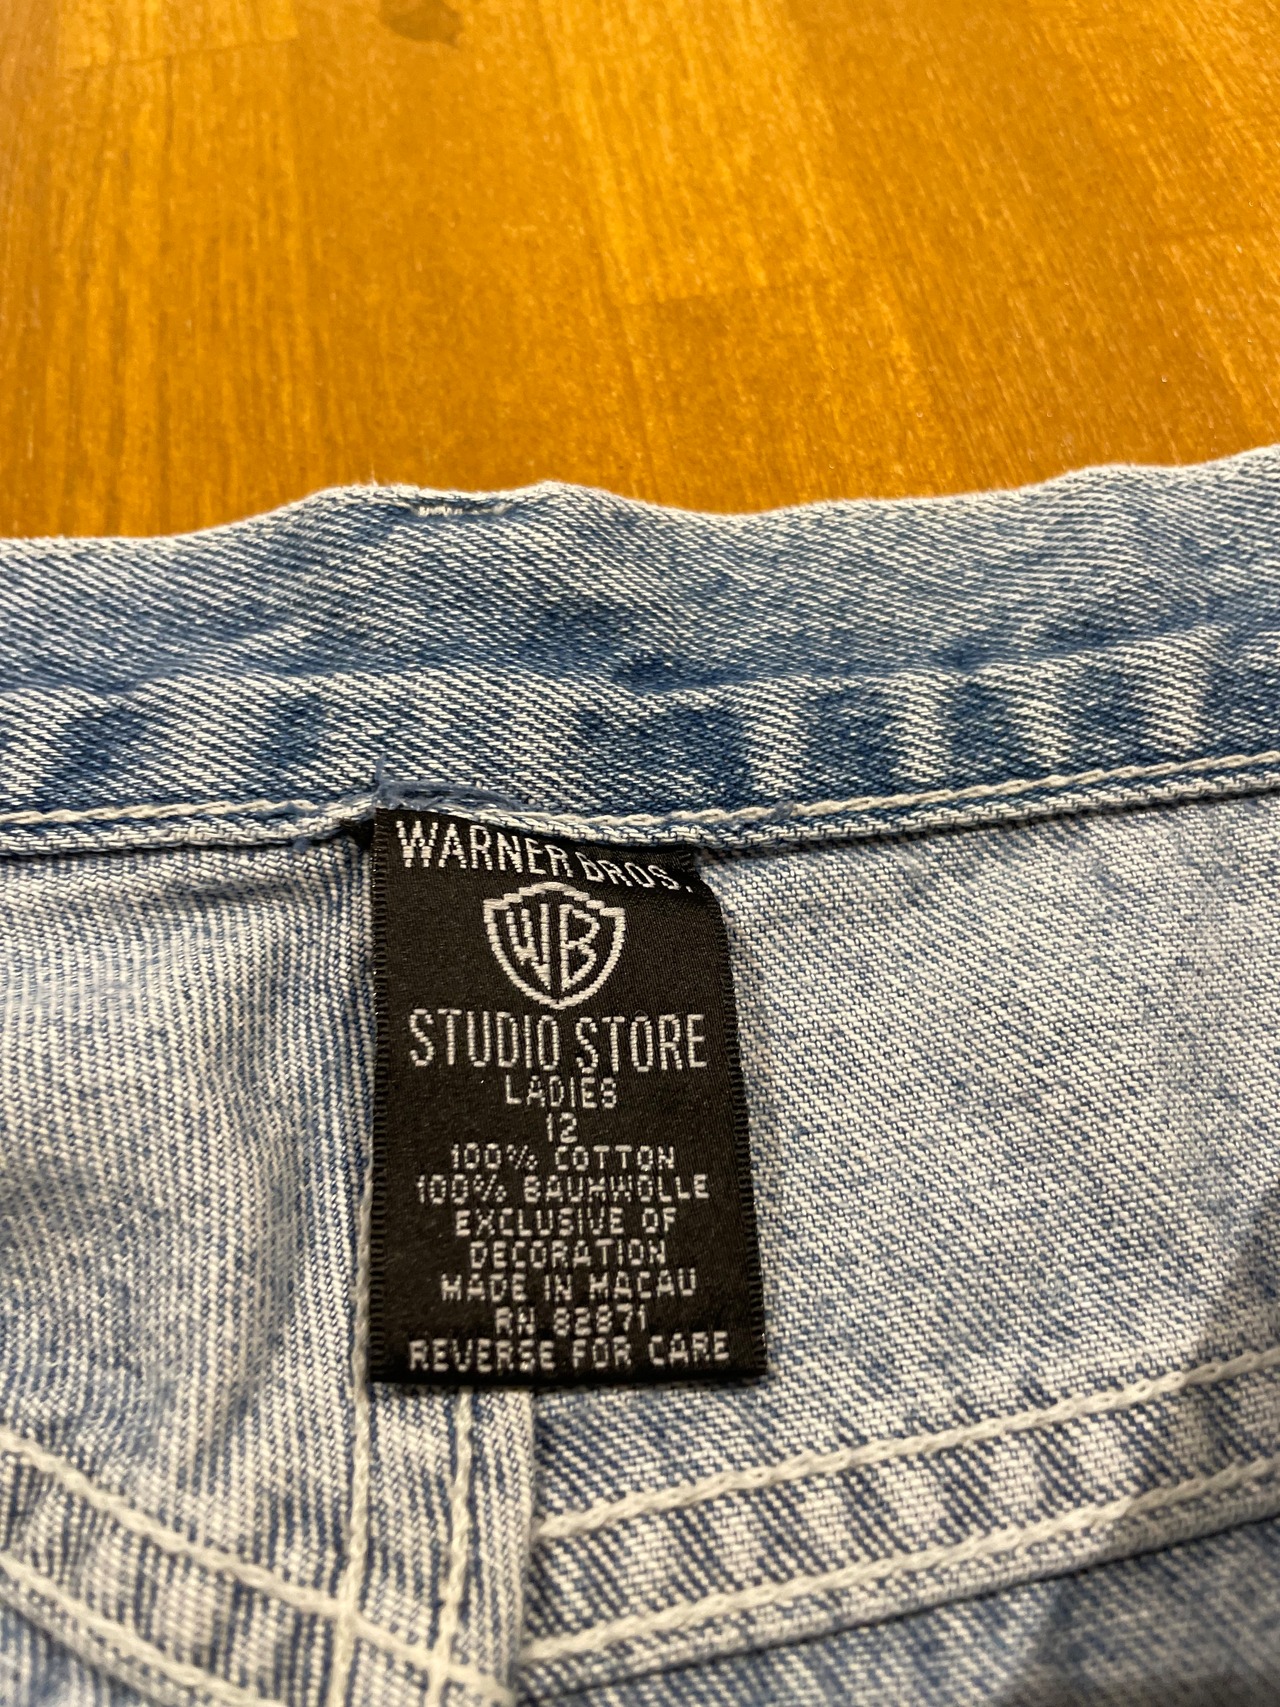 WARNER BROS.
WB
STUDIO STORE
LADIES
12
100% COTTON
100% BAUMWOLLE
EXCLUSIVE OF
DECORATION
MADE IN MACAU
RN 82871
REVERSE FOR CARE